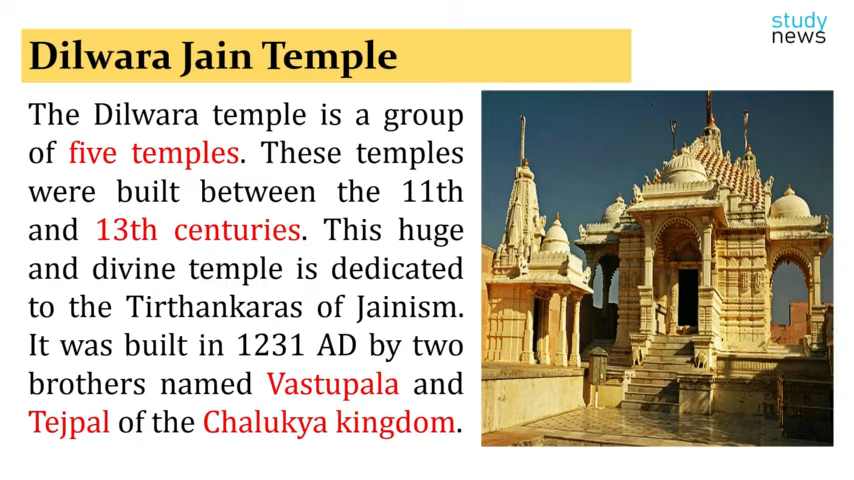 study
news
Dilwara Jain Temple
The Dilwara temple is a group
of five temples. These temples
were built between the 11th
and 13th centuries. This huge
and divine temple is dedicated
to the Tirthankaras of Jainism.
It was built in 1231 AD by two
brothers named Vastupala and
Tejpal of the Chalukya kingdom.